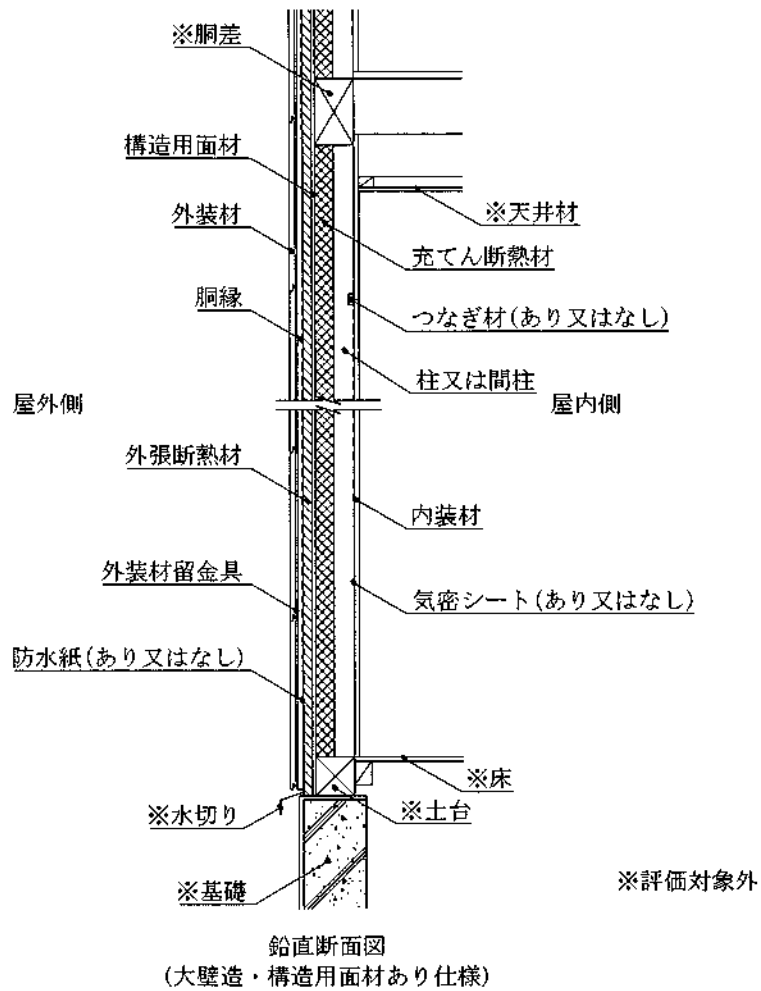 ※胴差
構造用面材
※天井材
外装材
充てん断熱材
胴縁
つなぎ材(あり又はなし)
柱又は間柱
屋外側
屋内側
外張断熱材
内装材
外装材留金具
気密シート(あり又はなし)
防水紙(あり又はなし)
※床
※水切り
※土台
※基礎
※評価対象外
鉛直断面図
(大壁造・構造用面材あり仕様)